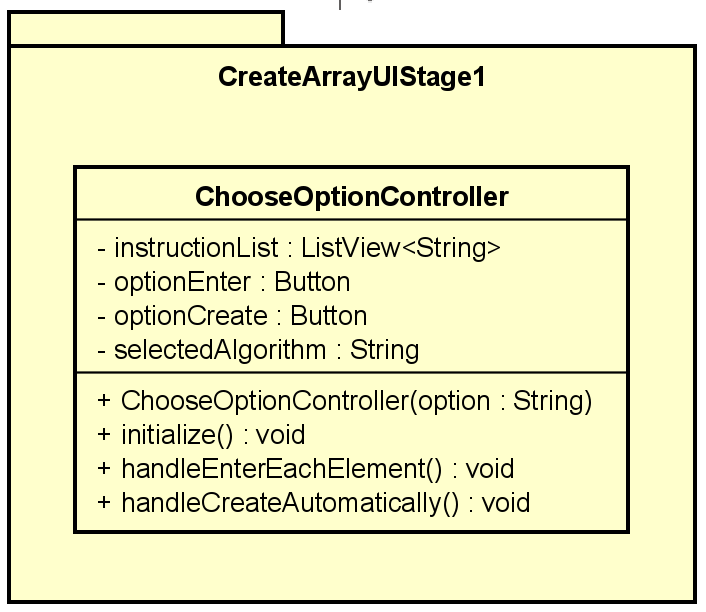 CreateArrayUIStage1
ChooseOptionController
- instructionList : ListView<String>
- optionEnter : Button
- optionCreate : Button
- selectedAlgorithm : String
+ ChooseOptionController(option : String)
+ initialize() : void
+ handleEnterEachElement() : void
+ handleCreateAutomatically() : void